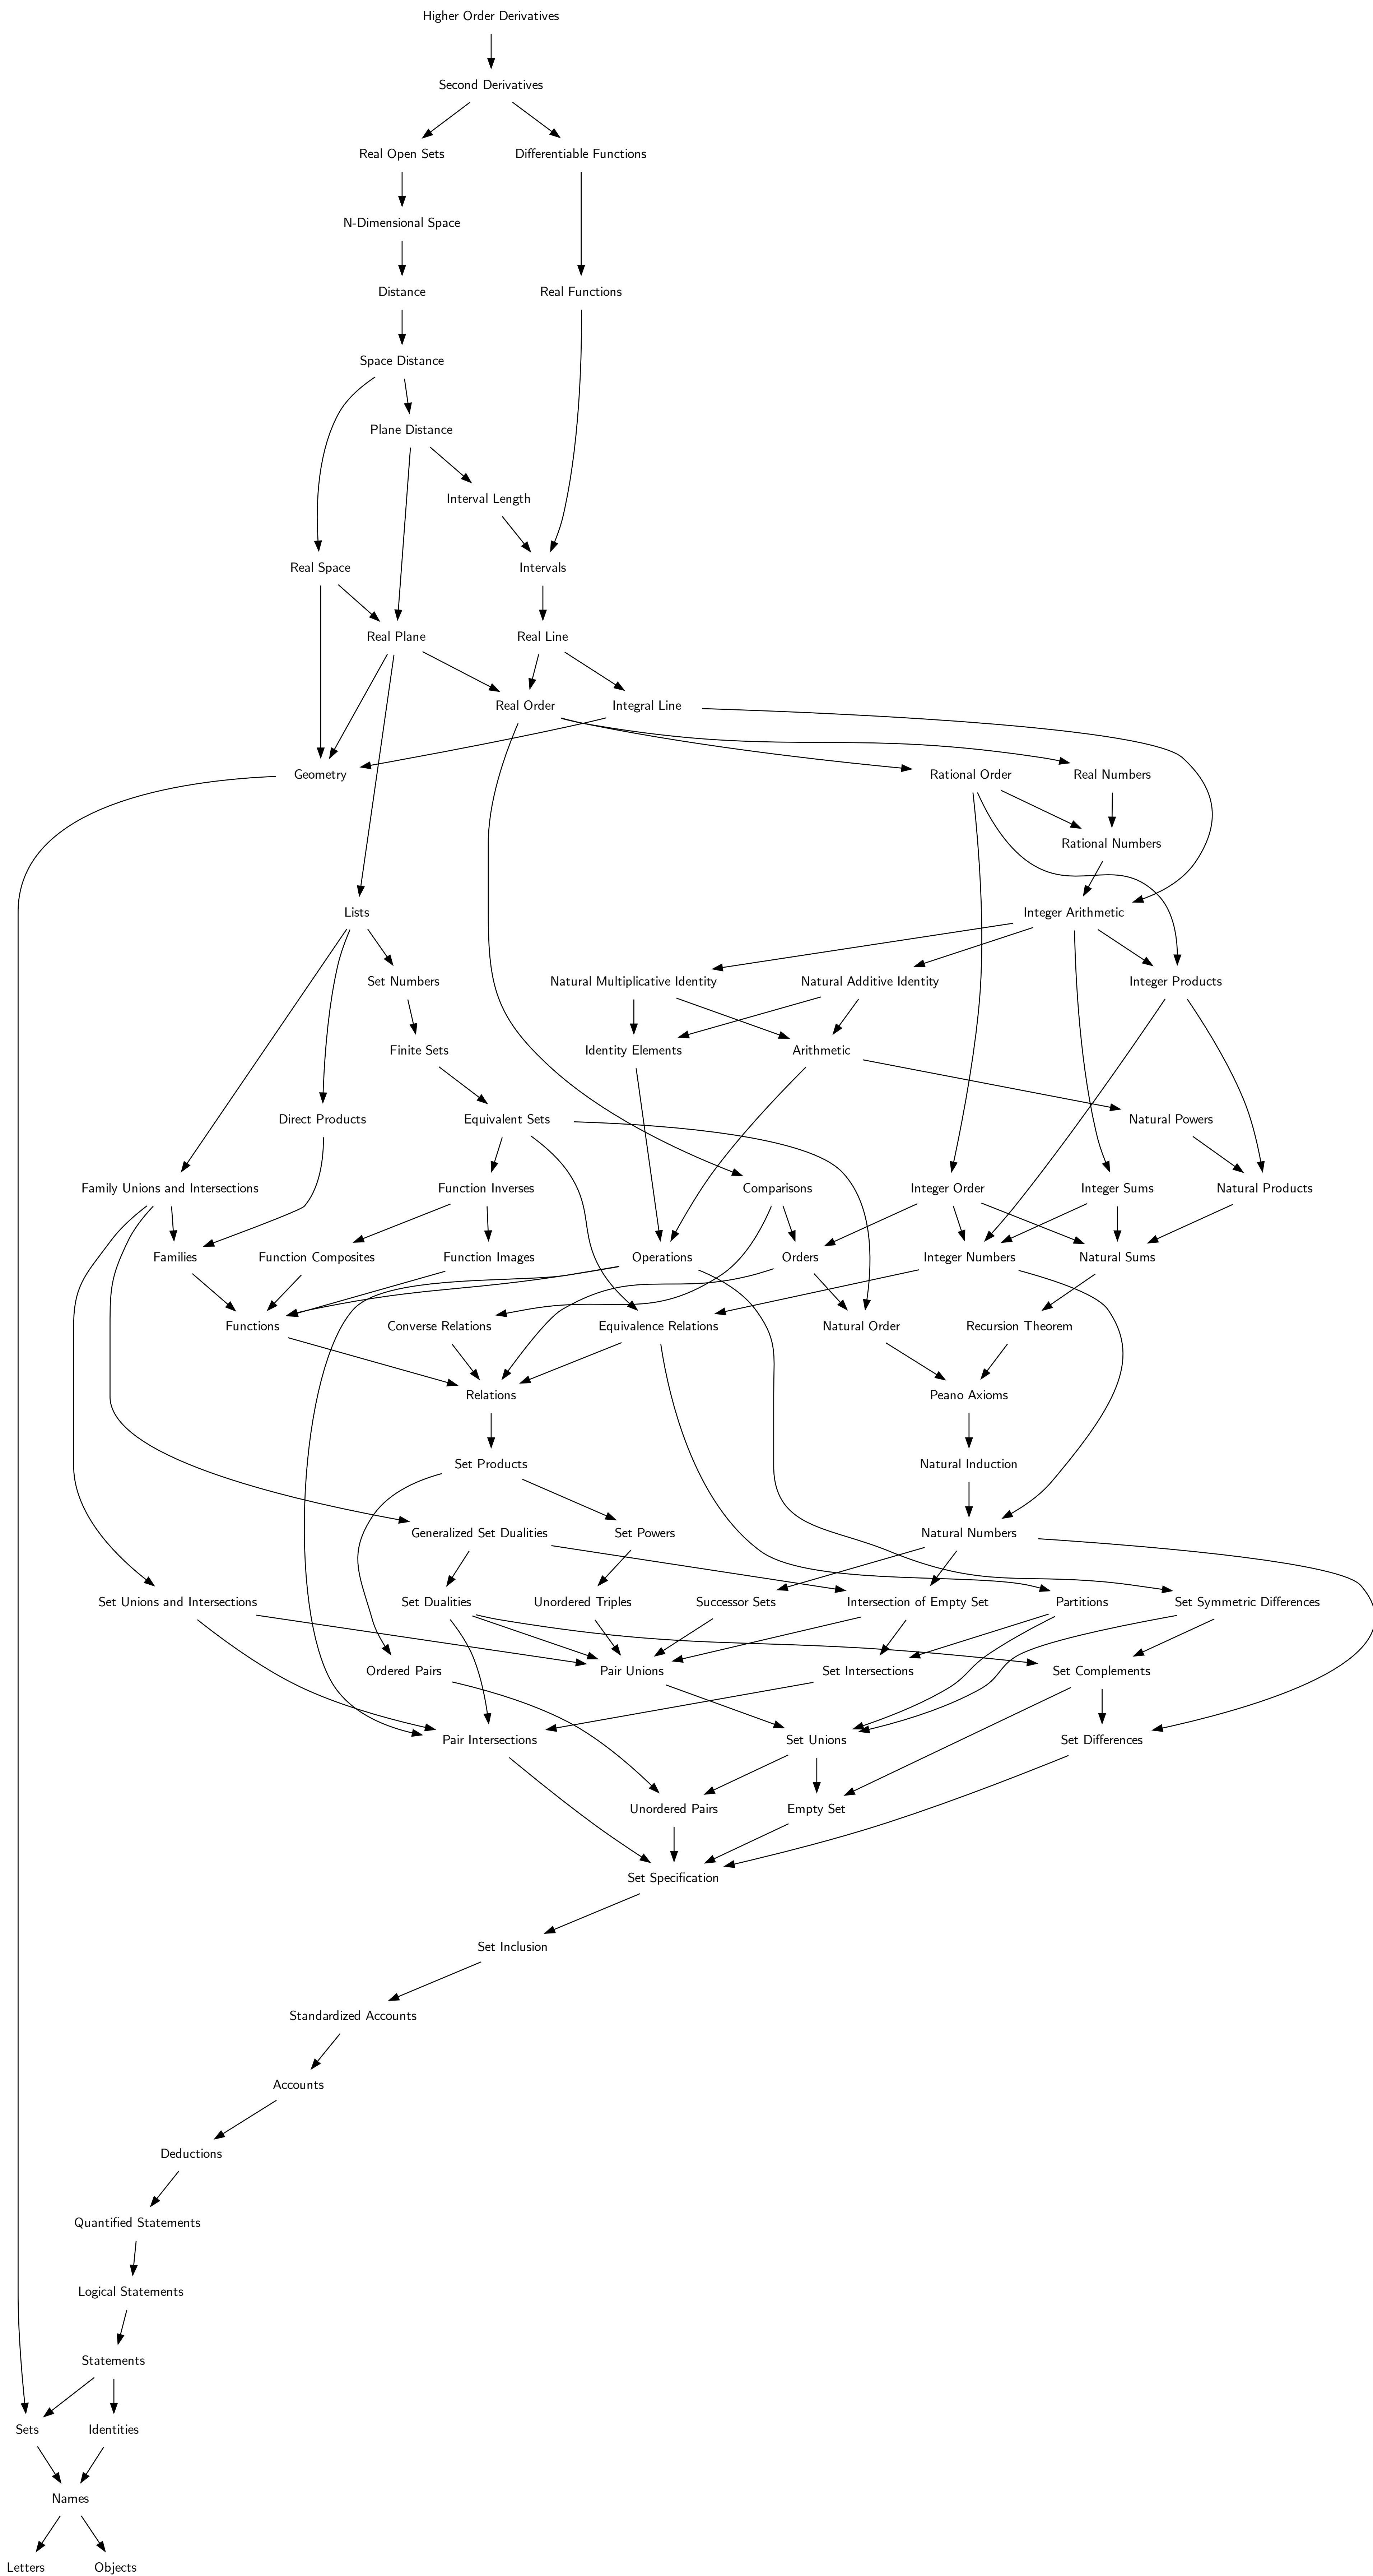 Higher Order Derivatives
Second Derivatives
Real Open Sets
Differentiable Functions
N-Dimensional Space
Distance
Real Functions
Space Distance
Plane Distance
Interval Length
Real Space
Intervals
Real Plane
Real Line
Real Order
Integral Line
Geometry
Rational Order
Real Numbers
Rational Numbers
Lists
Integer Arithmetic
Set Numbers
Natural Multiplicative Identity
Natural Additive Identity
Integer Products
Finite Sets
Identity Elements
Arithmetic
Direct Products
Equivalent Sets
Natural Powers
Family Unions and Intersections
Function Inverses
Comparisons
Integer Order
Integer Sums
Natural Products
Families
Function Composites
Function Images
Operations
Orders
Integer Numbers
Natural Sums
Functions
Converse Relations
Equivalence Relations
Natural Order
Recursion Theorem
Relations
Peano Axioms
Set Products
Natural Induction
Generalized Set Dualities
Set Powers
Natural Numbers
Set Unions and Intersections
Set Dualities
Unordered Triples
Successor Sets
Intersection of Empty Set
Partitions
Set Symmetric Differences
Ordered Pairs
Pair Unions
Set Intersections
Set Complements
Pair Intersections
Set Unions
Set Differences
Unordered Pairs
Empty Set
Set Specification
Set Inclusion
Standardized Accounts
Accounts
Deductions
Quantified Statements
Logical Statements
Statements
Sets
Identities
Names
Letters
Objects